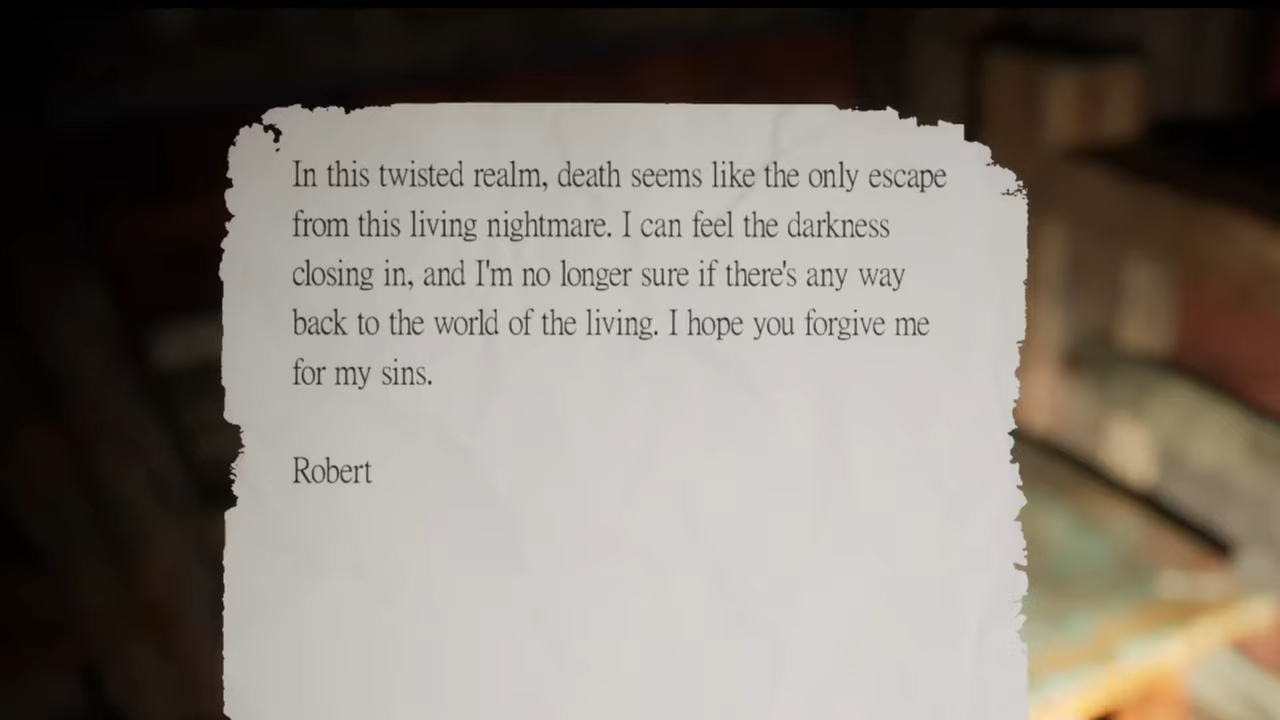 In this twisted realm, death seems like the only escape
from this living nightmare. I can feel the darkness
closing in, and I'm no longer sure if there's any way
back to the world of the living. I hope you forgive me
for my sins.
Robert